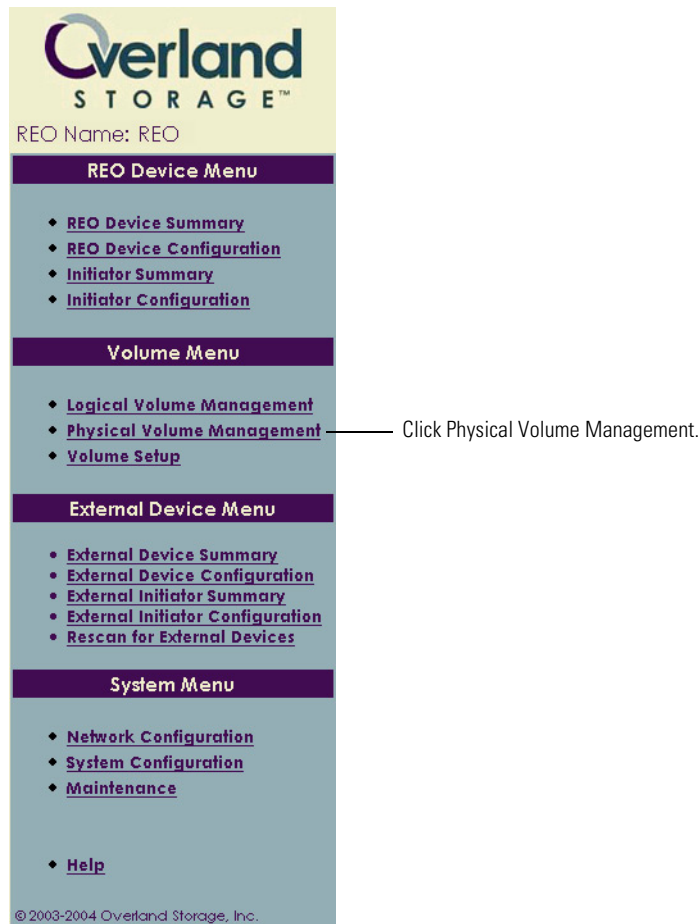 Overland
STORAGE™
REO Name: REO
REO Device Menu
REO Device Summary
REO Device Configuration
Initiator Summary
Initiator Configuration
Volume Menu
Logical Volume Management
Physical Volume Management
Click Physical Volume Management.
Volume Setup
External Device Menu
External Device Summary
External Device Configuration
External Initiator Summary
External Initiator Configuration
Rescan for External Devices
System Menu
Network Configuration
System Configuration
Maintenance
Help
© 2003-2004 Overland Storage, Inc.